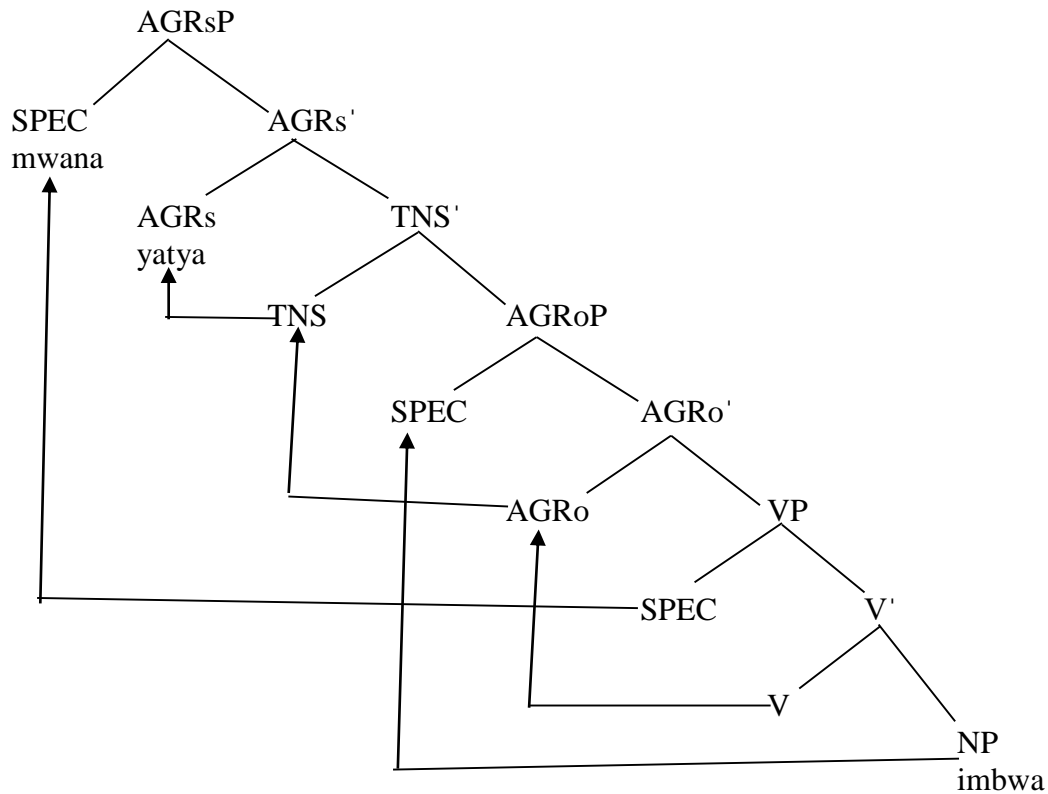 AGRsP
SPEC AGRs'
mwana
AGRs TNS'
yatya
TNS AGRoP
SPEC AGRo'
AGRo VP
SPEC V'
V
NP
imbwa